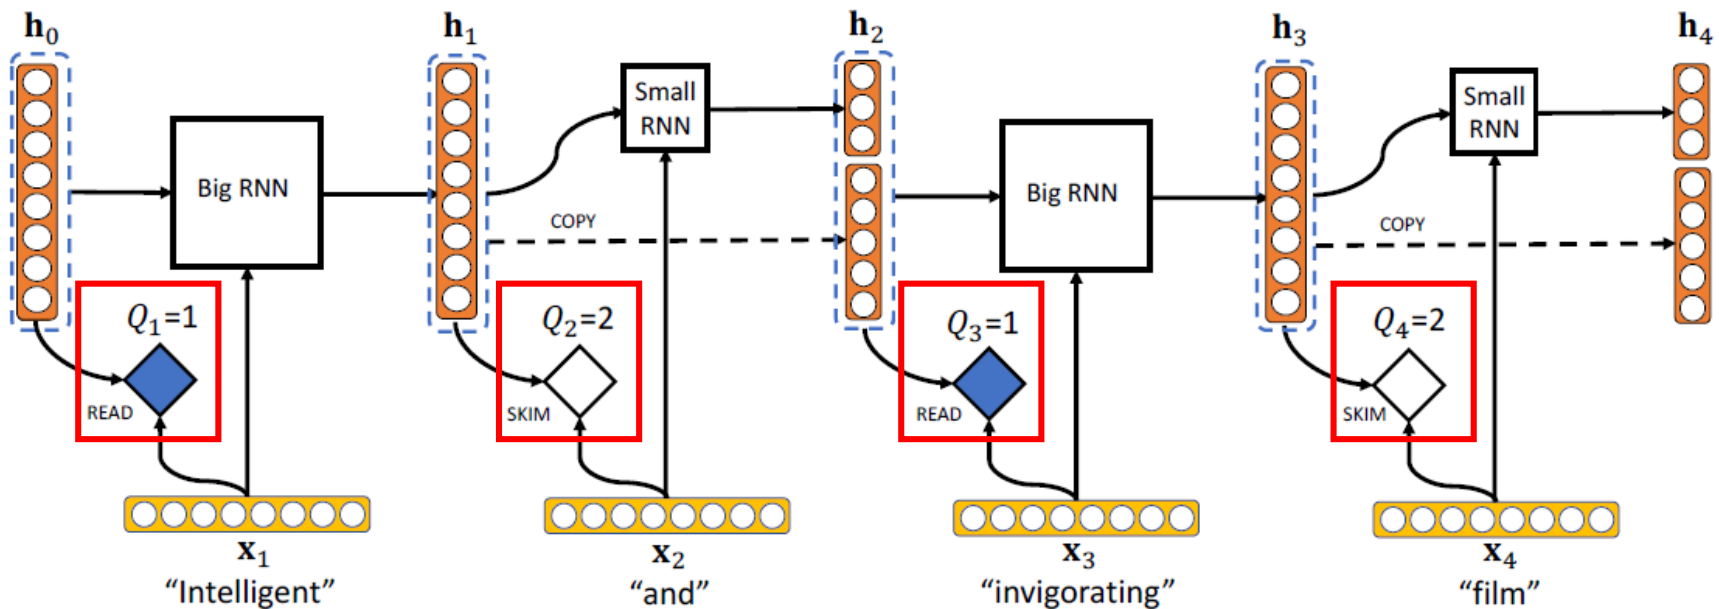 h₀
h₁
h₂
h₃
h₄
Big RNN
Small
RNN
Big RNN
Small
RNN
COPY
COPY
Q₁=1
READ
Q₂=2
SKIM
Q₃=1
READ
Q₄=2
SKIM
x₁
x₂
x₃
x₄
“Intelligent”
“and”
“invigorating”
“film”